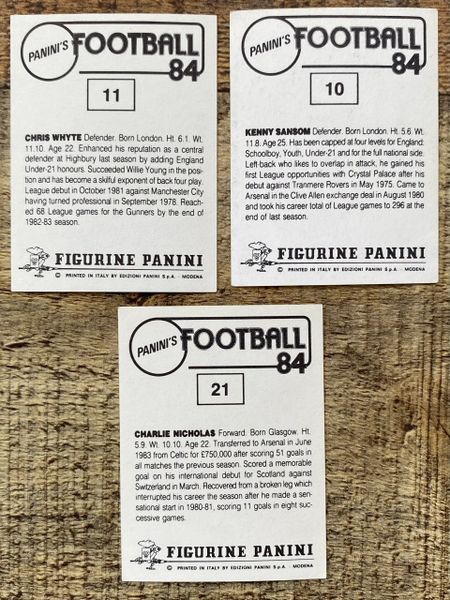 PANINI'S FOOTBALL 84
11
CHRIS WHYTE Defender. Born London. Ht. 6.1. Wt.
11.10. Age 22. Enhanced his reputation as a central
defender at Highbury last season by adding England
Under-21 honours. Succeeded Willie Young in the posi-
tion and has become a skilful exponent of back four play.
League debut in October 1981 against Manchester City
having turned professional in September 1978. Reach-
ed 68 League games for the Gunners by the end of
1982-83 season.
FIGURINE PANINI
© PRINTED IN ITALY BY EDIZIONI PANINI S.p.A. - MODENA
PANINI'S FOOTBALL 84
10
KENNY SANSOM Defender. Born London. Ht. 5.6. Wt.
11.8. Age 25. Has been capped at four levels for England:
Schoolboy, Youth, Under-21 and for the full national side.
Left-back who likes to overlap in attack, he gained his
first League opportunities with Crystal Palace after his
debut against Tranmere Rovers in May 1975. Came to
Arsenal in the Clive Allen exchange deal in August 1980
and took his career total of League games to 296 at the
end of last season.
FIGURINE PANINI
© PRINTED IN ITALY BY EDIZIONI PANINI S.p.A. - MODENA
PANINI'S FOOTBALL 84
21
CHARLIE NICHOLAS Forward. Born Glasgow. Ht.
5.9. Wt. 10.10. Age 22. Transferred to Arsenal in June
1983 from Celtic for £750,000 after scoring 51 goals in
all matches the previous season. Scored a memorable
goal on his international debut for Scotland against
Switzerland in March. Recovered from a broken leg which
interrupted his career the season after he made a sen-
sational start in 1980-81, scoring 11 goals in eight suc-
cessive games.
FIGURINE PANINI
© PRINTED IN ITALY BY EDIZIONI PANINI S.p.A. - MODENA